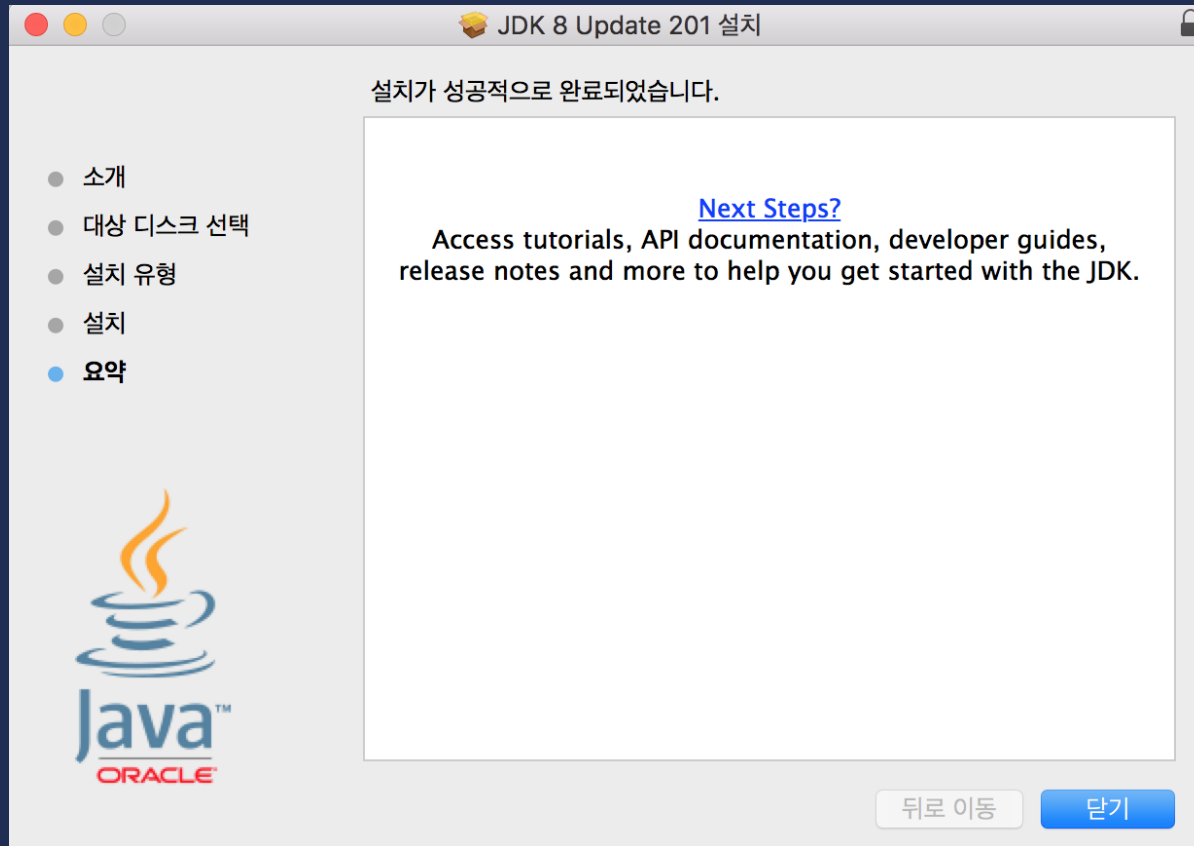 JDK 8 Update 201 설치
설치가 성공적으로 완료되었습니다.
소개
대상 디스크 선택
설치 유형
설치
요약
Next Steps?
Access tutorials, API documentation, developer guides,
release notes and more to help you get started with the JDK.
Java™
ORACLE
뒤로 이동
닫기